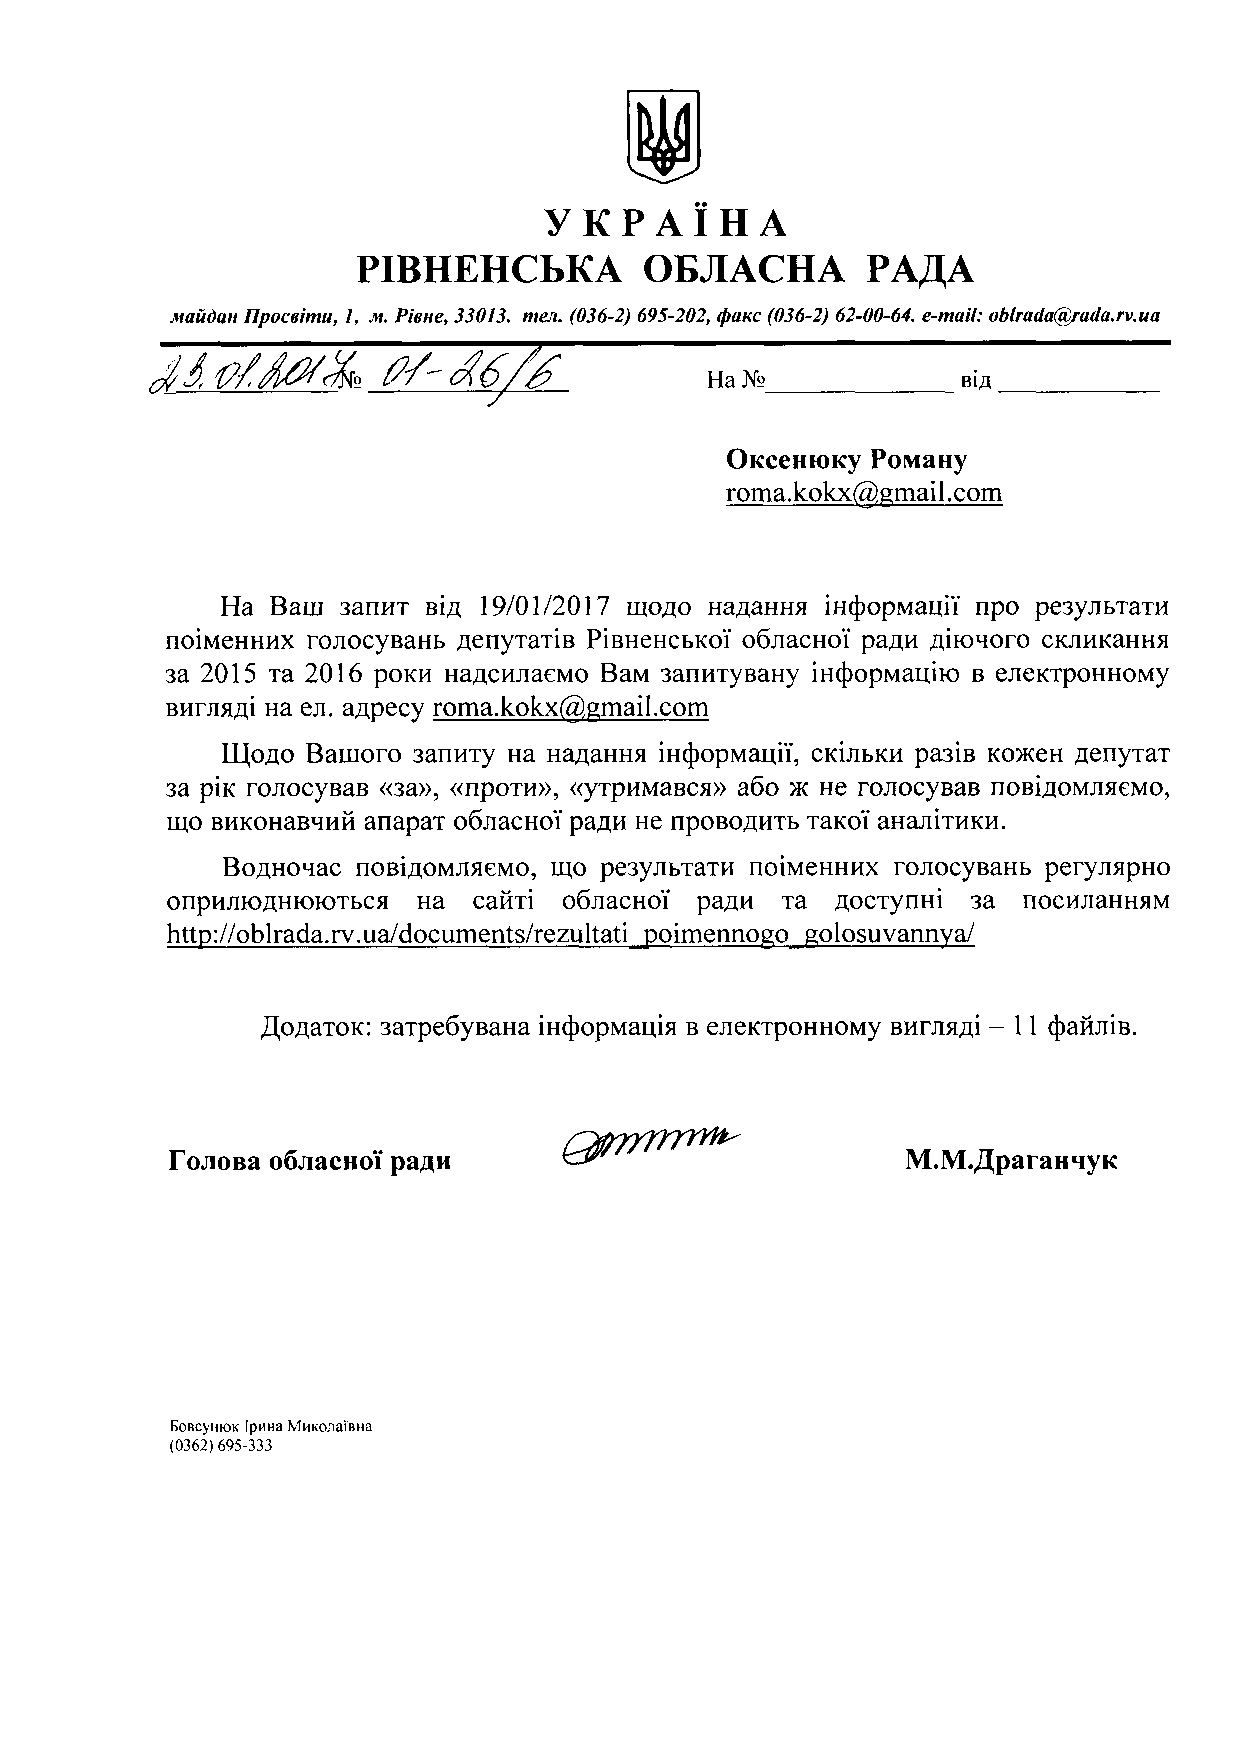 УКРАЇНА
РІВНЕНСЬКА ОБЛАСНА РАДА
майдан Просвіти, 1, м. Рівне, 33013. тел. (036-2) 695-202, факс (036-2) 62-00-64. e-mail: oblrada@rada.rv.ua
23.01.2017 № 01-26/6 На №______________ від ____________
Оксенюку Роману
roma.kokx@gmail.com
На Ваш запит від 19/01/2017 щодо надання інформації про результати
поіменних голосувань депутатів Рівненської обласної ради діючого скликання
за 2015 та 2016 роки надсилаємо Вам запитувану інформацію в електронному
вигляді на ел. адресу roma.kokx@gmail.com
Щодо Вашого запиту на надання інформації, скільки разів кожен депутат
за рік голосував «за», «проти», «утримався» або ж не голосував повідомляємо,
що виконавчий апарат обласної ради не проводить такої аналітики.
Водночас повідомляємо, що результати поіменних голосувань регулярно
оприлюднюються на сайті обласної ради та доступні за посиланням
http://oblrada.rv.ua/documents/rezultati_poimennogo_golosuvannya/
Додаток: затребувана інформація в електронному вигляді – 11 файлів.
Голова обласної ради М.М.Драганчук
Бовсунюк Ірина Миколаївна
(0362) 695-333